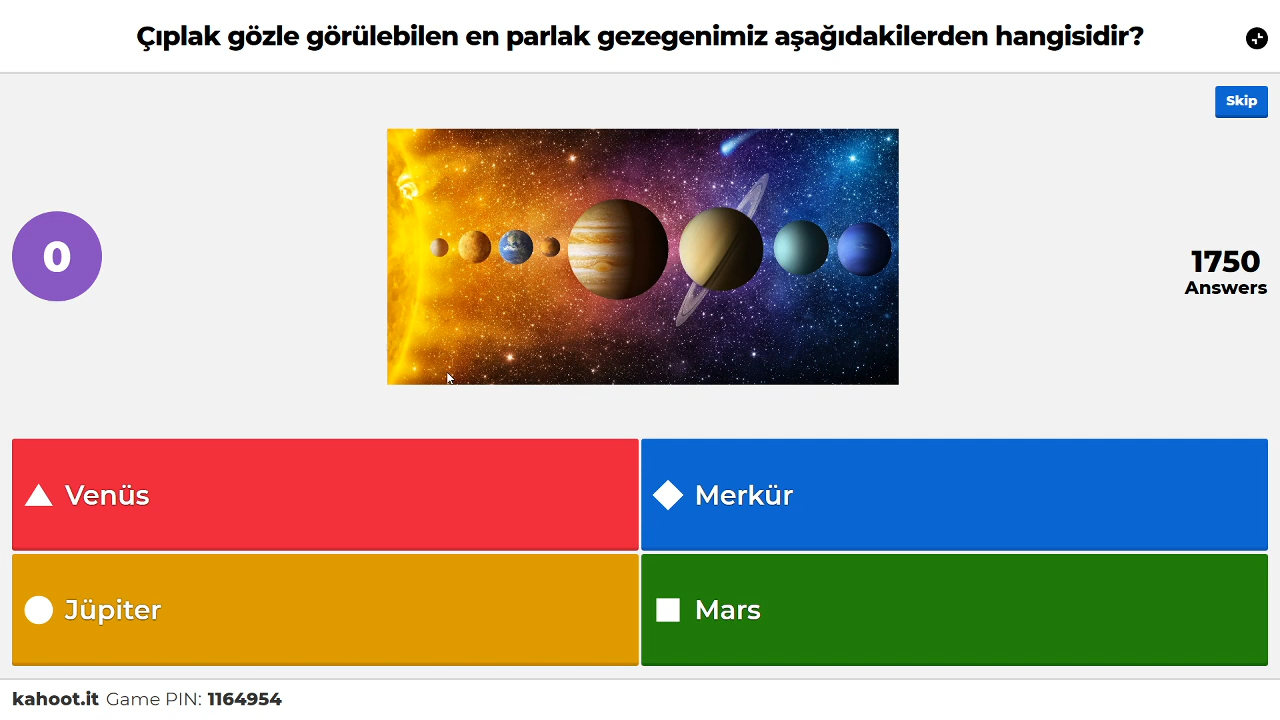 Çıplak gözle görülebilen en parlak gezegenimiz aşağıdakilerden hangisidir?
Skip
0
1750
Answers
Venüs
Merkür
Jüpiter
Mars
kahoot.it Game PIN: 1164954